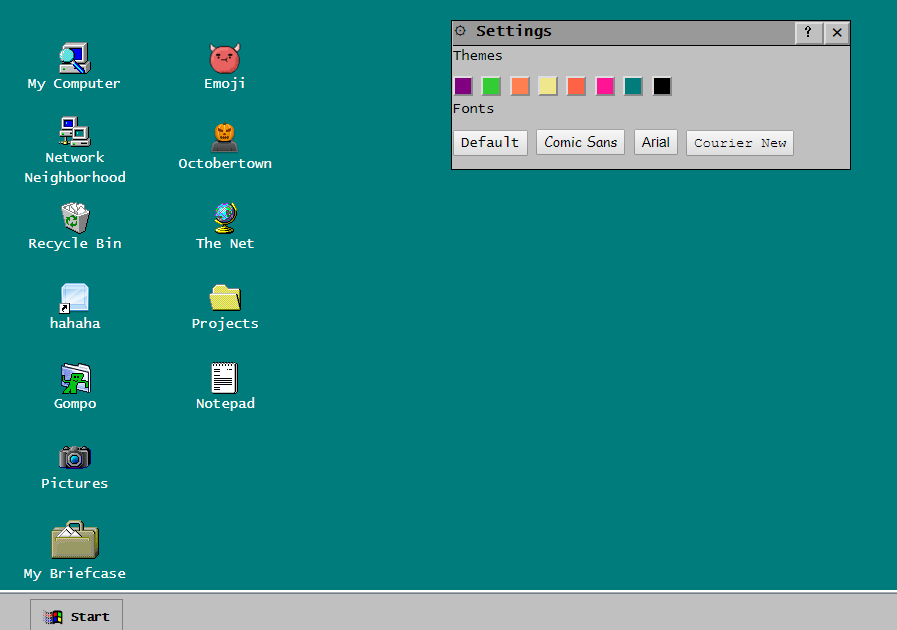 Settings
?
Themes
Fonts
Default Comic Sans Arial Courier New
My Computer
Emoji
Network
Neighborhood
Octobertown
Recycle Bin
The Net
hahaha
Projects
Gompo
Notepad
Pictures
My Briefcase
Start